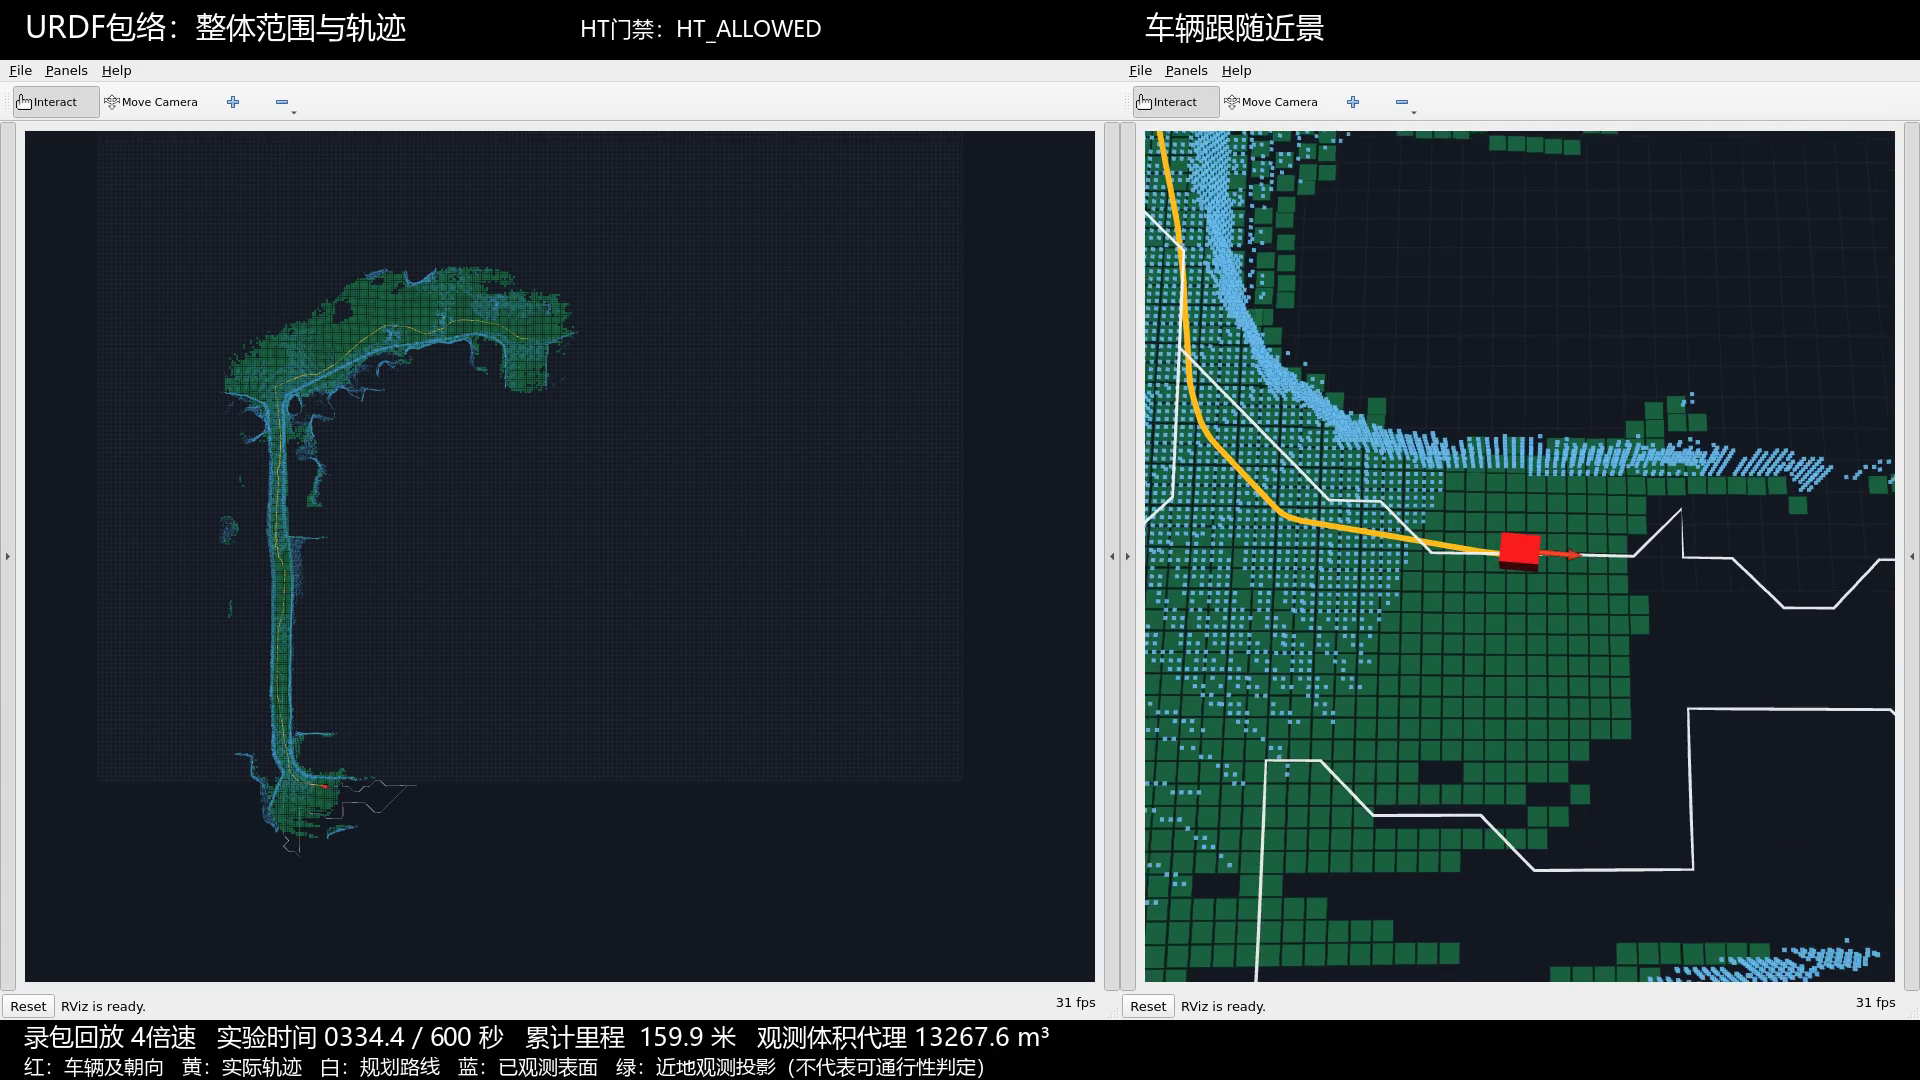 URDF包络：整体范围与轨迹 HT门禁：HT_ALLOWED 车辆跟随近景
File Panels Help File Panels Help
Interact Move Camera Interact Move Camera
Reset RViz is ready. 31 fps Reset RViz is ready. 31 fps
录包回放 4倍速 实验时间 0334.4 / 600 秒 累计里程 159.9 米 观测体积代理 13267.6 m³
红：车辆及朝向 黄：实际轨迹 白：规划路线 蓝：已观测表面 绿：近地观测投影（不代表可通行性判定）